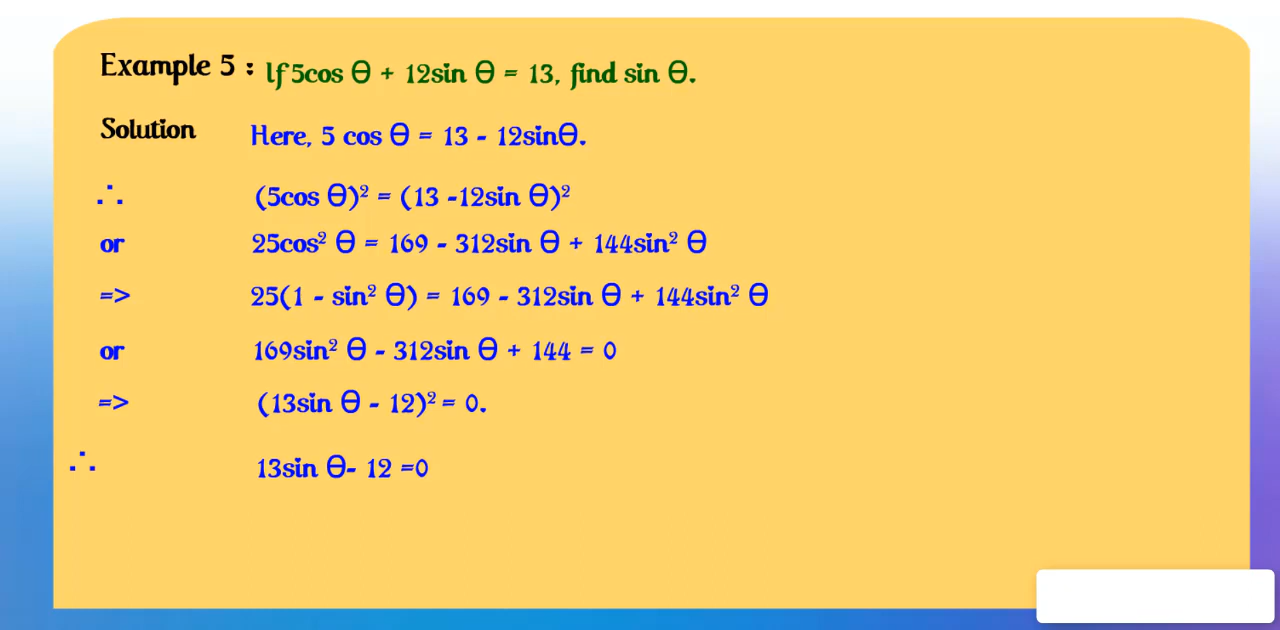 Example 5 : If 5cos θ + 12sin θ = 13, find sin θ.
Solution Here, 5 cos θ = 13 - 12sinθ.
∴ (5cos θ)² = (13 -12sin θ)²
or 25cos² θ = 169 - 312sin θ + 144sin² θ
=> 25(1 - sin² θ) = 169 - 312sin θ + 144sin² θ
or 169sin² θ - 312sin θ + 144 = 0
=> (13sin θ - 12)² = 0.
∴ 13sin θ- 12 =0